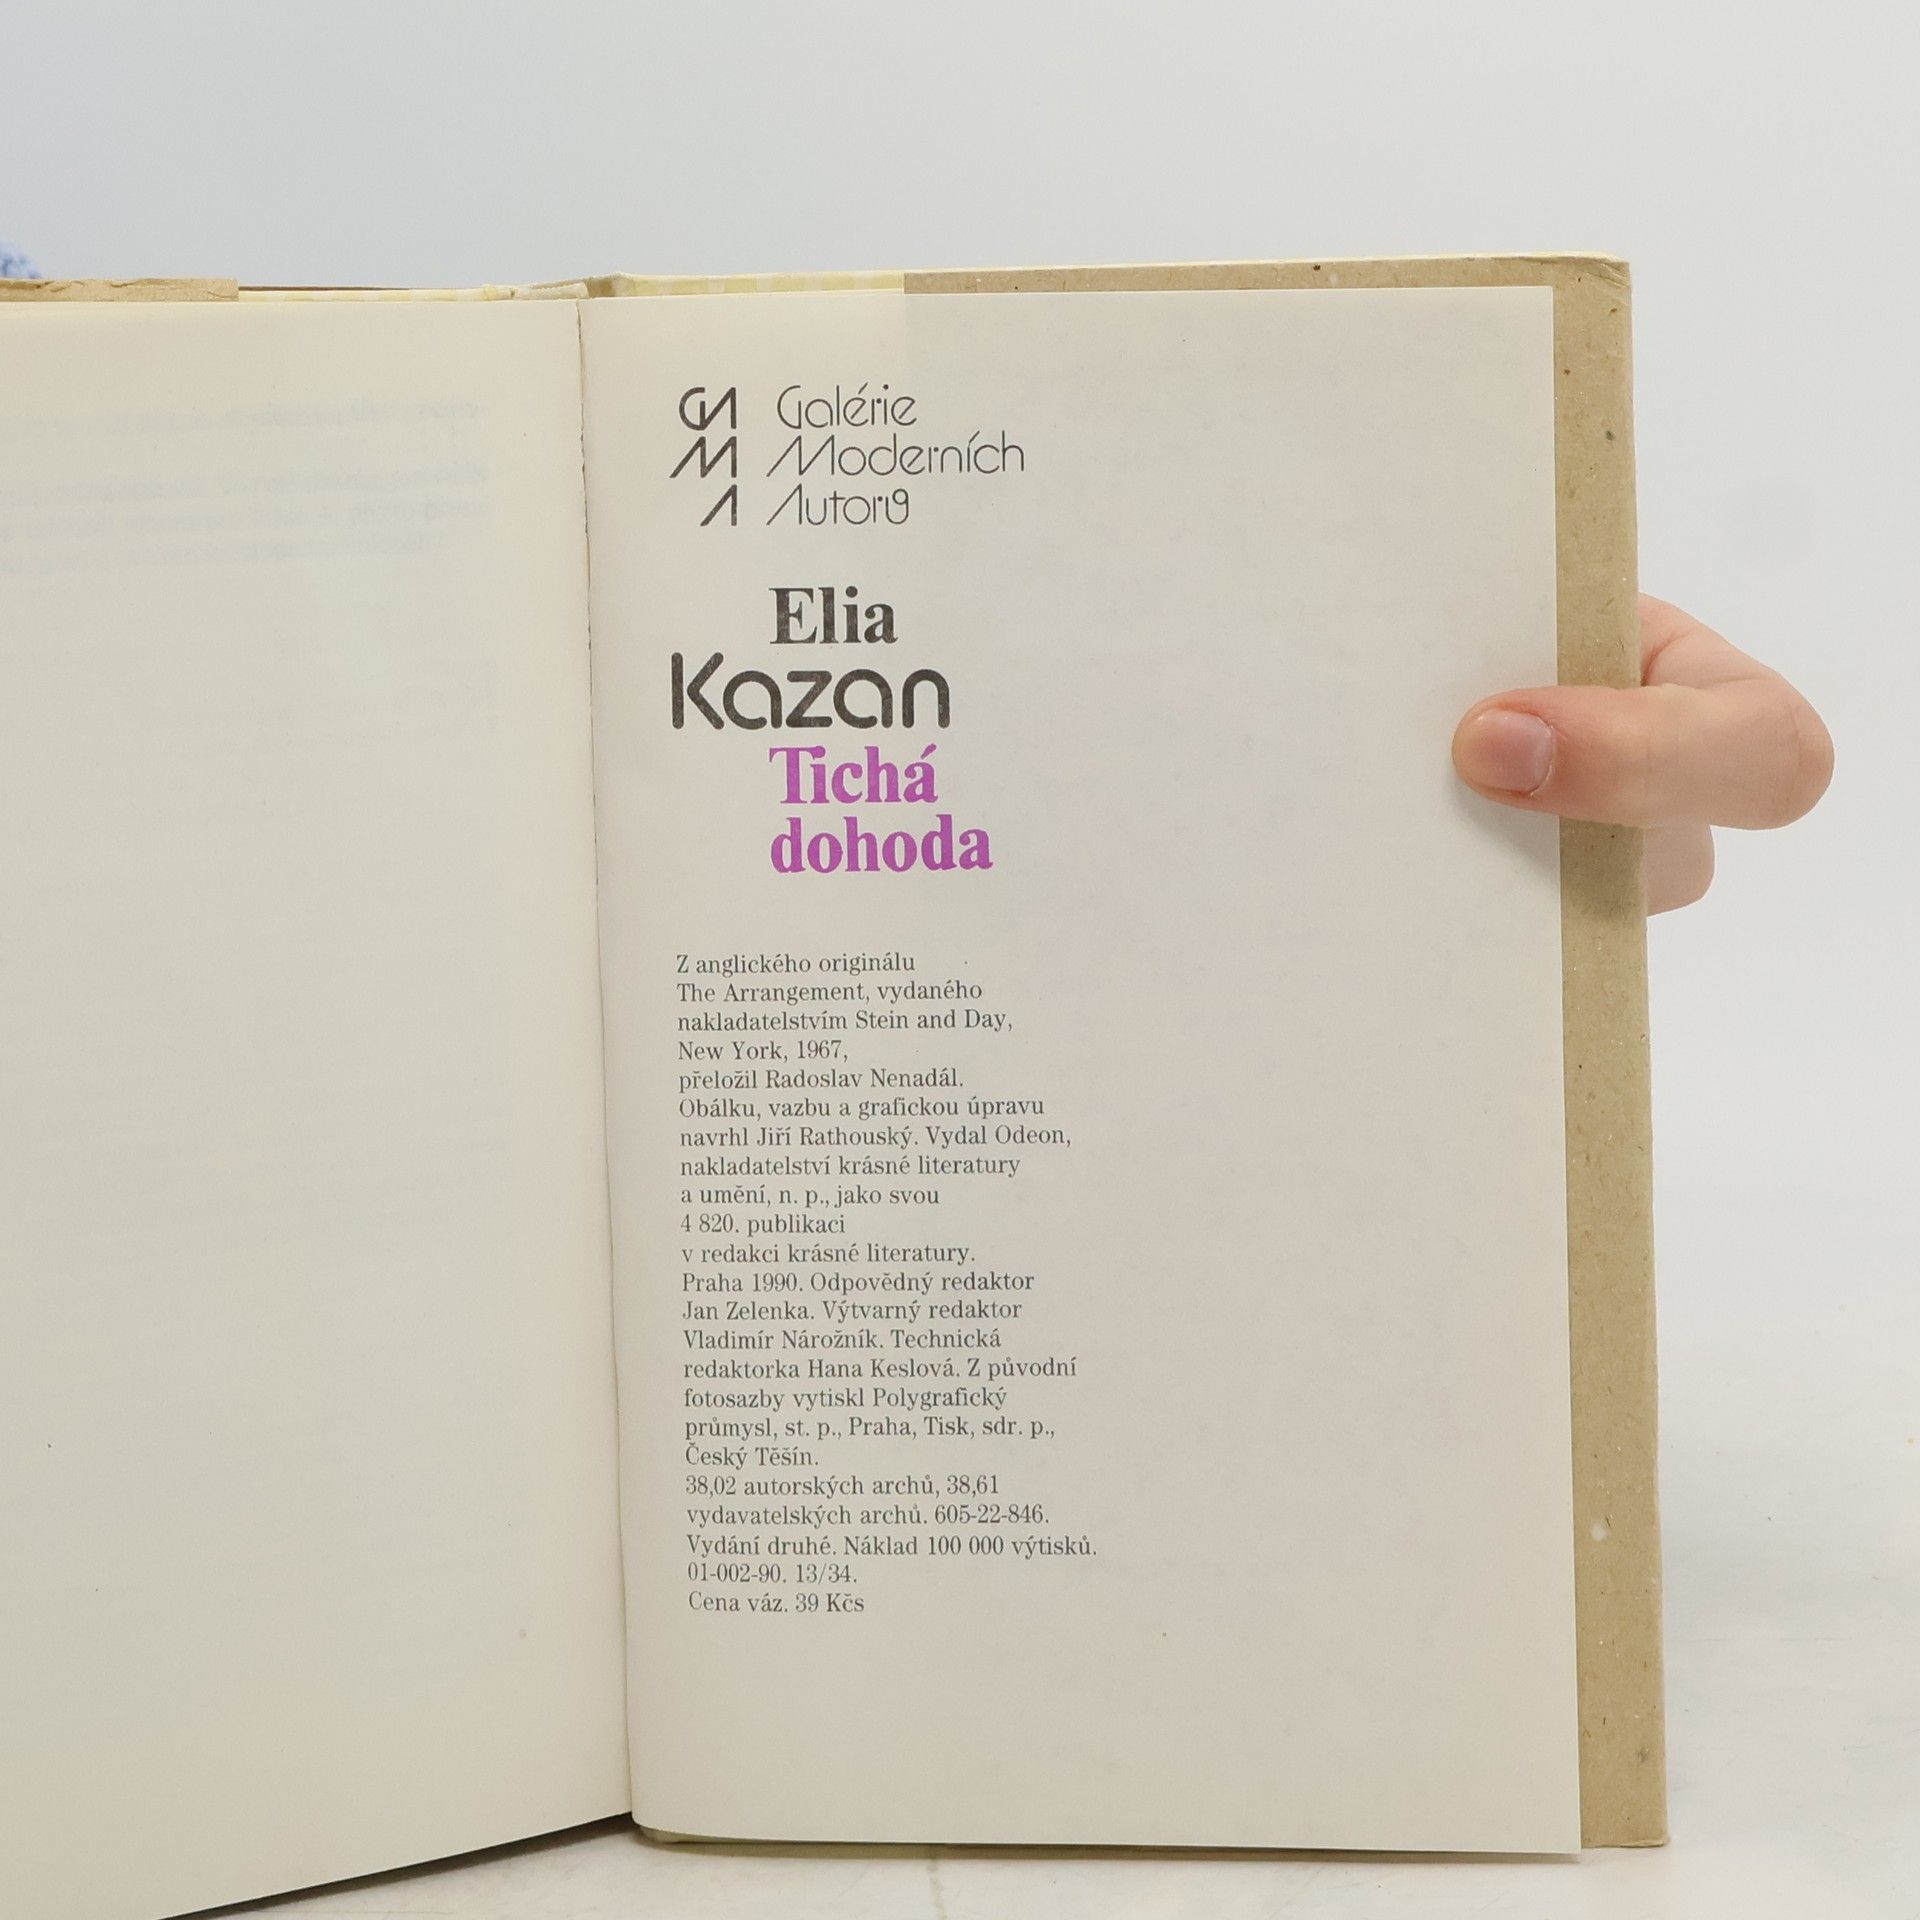 GMA Galérie
Moderních
Autorů
Elia
Kazan
Tichá
dohoda
Z anglického originálu
The Arrangement, vydaného
nakladatelstvím Stein and Day,
New York, 1967,
přeložil Radoslav Nenadál.
Obálku, vazbu a grafickou úpravu
navrhl Jiří Rathouský. Vydal Odeon,
nakladatelství krásné literatury
a umění, n. p., jako svou
4 820. publikaci
v redakci krásné literatury.
Praha 1990. Odpovědný redaktor
Jan Zelenka. Výtvarný redaktor
Vladimír Nárožník. Technická
redaktorka Hana Keslová. Z původní
fotosazby vytiskl Polygrafický
průmysl, st. p., Praha, Tisk, sdr. p.,
Český Těšín.
38,02 autorských archů, 38,61
vydavatelských archů. 605-22-846.
Vydání druhé. Náklad 100 000 výtisků.
01-002-90. 13/34.
Cena váz. 39 Kčs